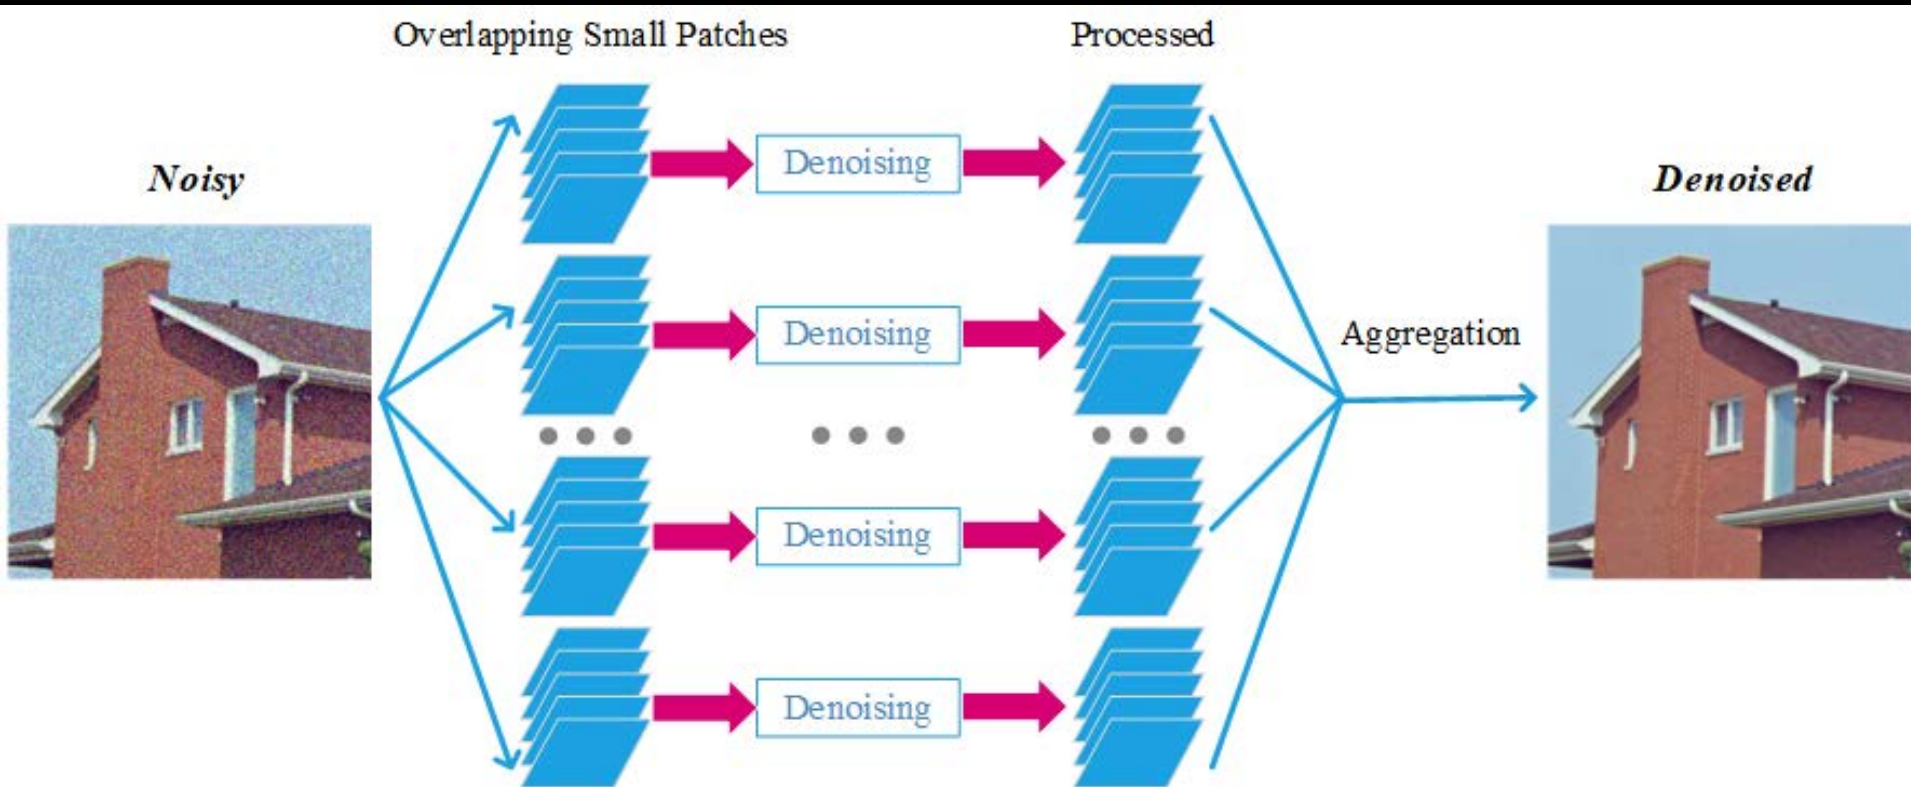 Overlapping Small Patches
Processed
Noisy
Denoised
Denoising
Denoising
Aggregation
Denoising
Denoising